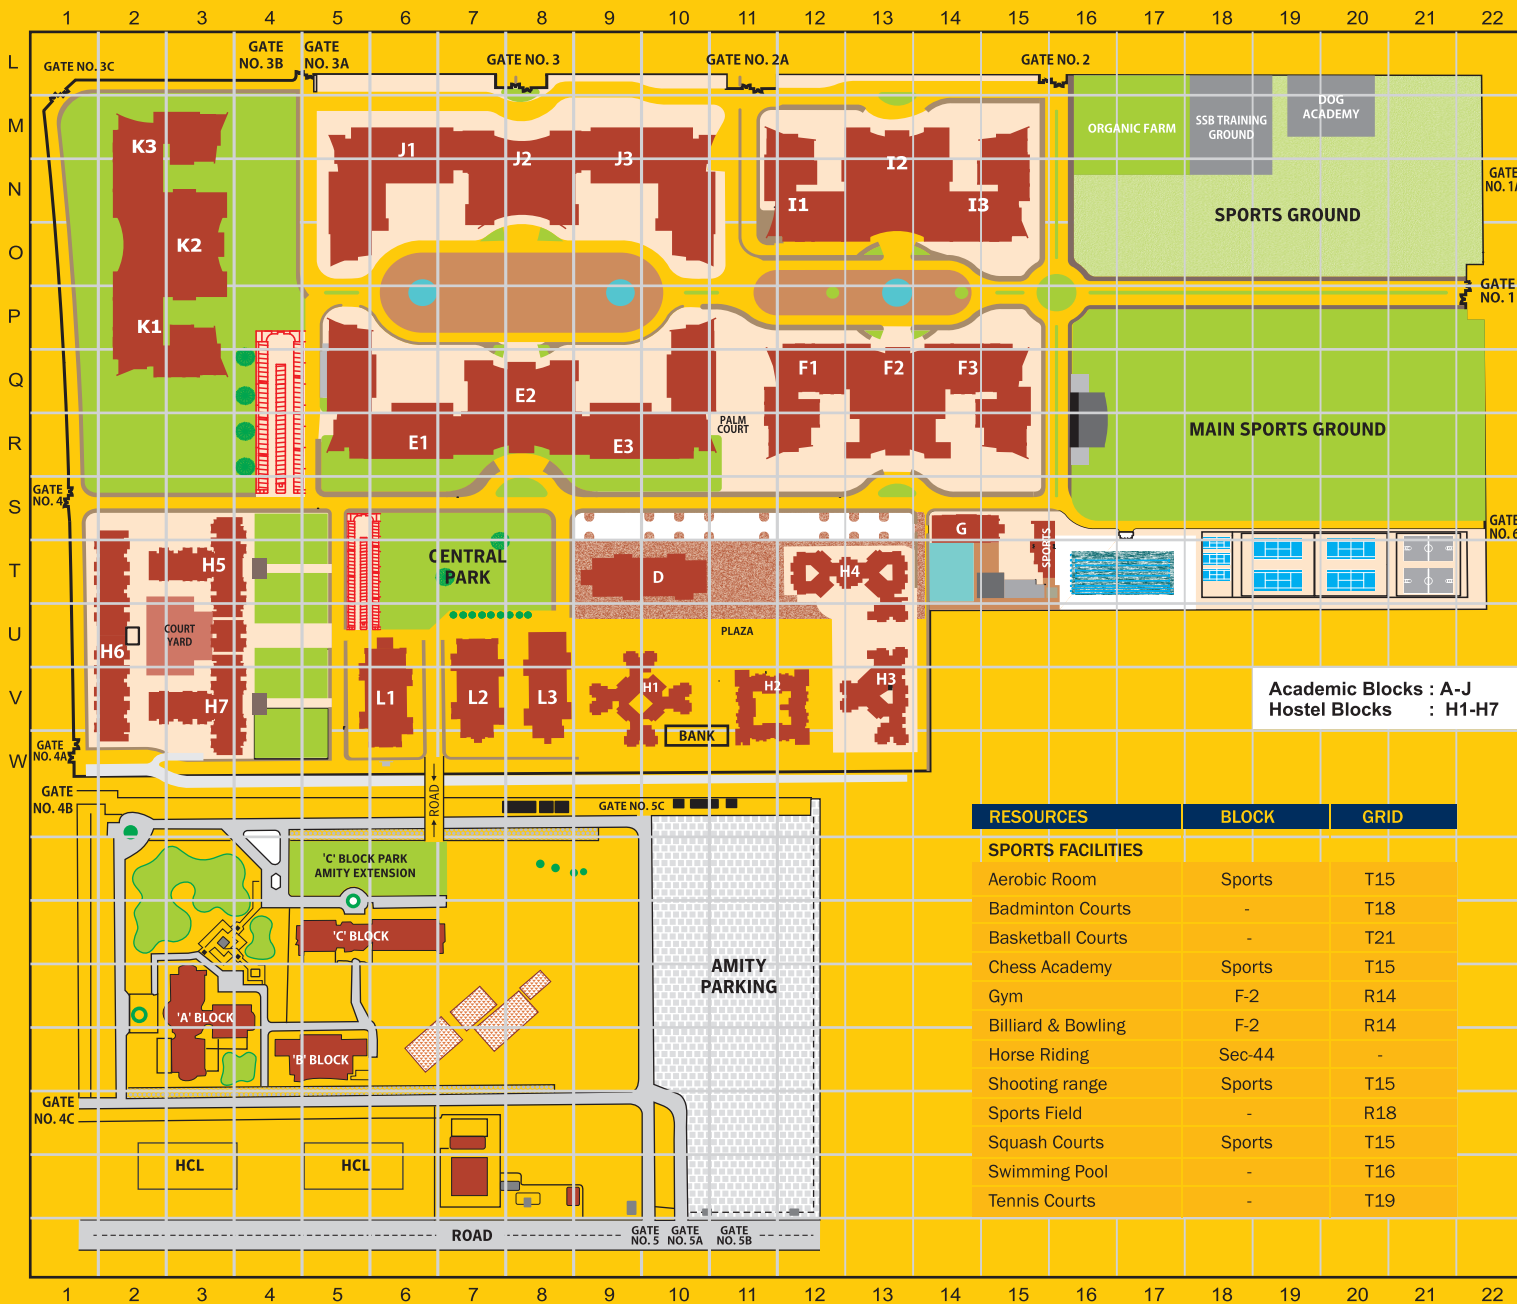 1 2 3 4 5 6 7 8 9 10 11 12 13 14 15 16 17 18 19 20 21 22
L
GATE NO. 3C
GATE
NO. 3B
GATE
NO. 3A
GATE NO. 3
GATE NO. 2A
GATE NO. 2
M
K3
J1
J2
J3
I2
ORGANIC FARM
SSB TRAINING
GROUND
DOG
ACADEMY
N
I1
I3
SPORTS GROUND
GATE
NO. 1A
O
K2
P
K1
GATE
NO. 1
Q
F1
F2
F3
E2
R
E1
E3
PALM
COURT
MAIN SPORTS GROUND
GATE
NO. 4
S
G
SPORTS
GATE
NO. 6
T
H5
CENTRAL
PARK
D
H4
U
H6
COURT
YARD
PLAZA
V
H7
L1
L2
L3
H1
H2
H3
Academic Blocks : A-J
Hostel Blocks : H1-H7
BANK
GATE
NO. 4A
W
GATE
NO. 4B
ROAD
GATE NO. 5C
'C' BLOCK PARK
AMITY EXTENSION
'C' BLOCK
AMITY
PARKING
'A' BLOCK
'B' BLOCK
GATE
NO. 4C
HCL
HCL
ROAD
GATE
NO. 5
GATE
NO. 5A
GATE
NO. 5B
RESOURCES BLOCK GRID
SPORTS FACILITIES
Aerobic Room Sports T15
Badminton Courts - T18
Basketball Courts - T21
Chess Academy Sports T15
Gym F-2 R14
Billiard & Bowling F-2 R14
Horse Riding Sec-44 -
Shooting range Sports T15
Sports Field - R18
Squash Courts Sports T15
Swimming Pool - T16
Tennis Courts - T19
1 2 3 4 5 6 7 8 9 10 11 12 13 14 15 16 17 18 19 20 21 22